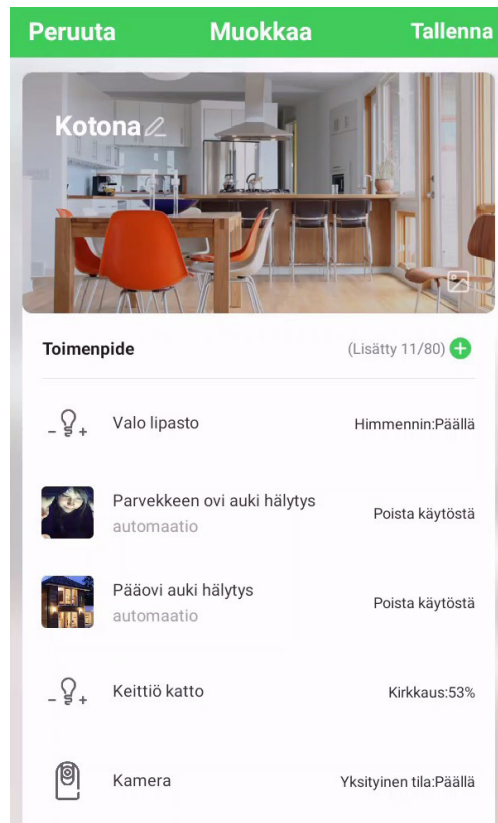 Peruuta Muokkaa Tallenna
Kotona
Toimenpide (Lisätty 11/80)
Valo lipasto Himmennin:Päällä
Parvekkeen ovi auki hälytys
automaatio
Poista käytöstä
Pääovi auki hälytys
automaatio
Poista käytöstä
Keittiö katto Kirkkaus:53%
Kamera Yksityinen tila:Päällä